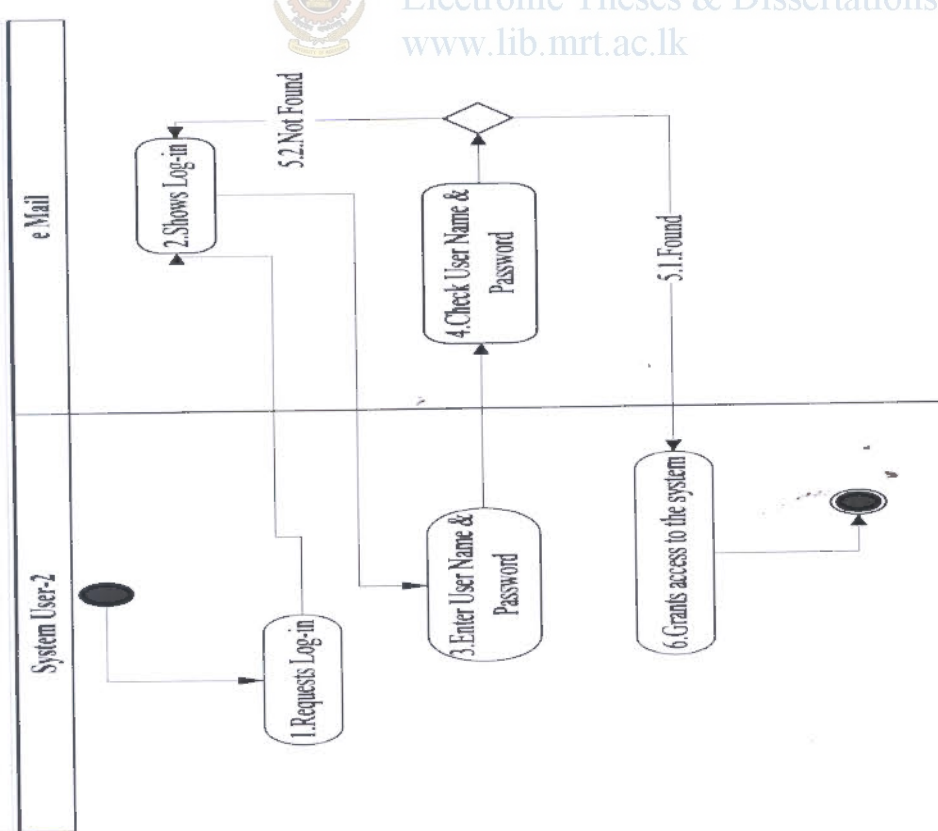 Electronic Theses & Dissertations
www.lib.mrt.ac.lk
System User-2
e Mail
1.Requests Log-in
2.Shows Log-in
3.Enter User Name &
Password
4.Check User Name &
Password
5.2.Not Found
5.1.Found
6.Grants access to the system